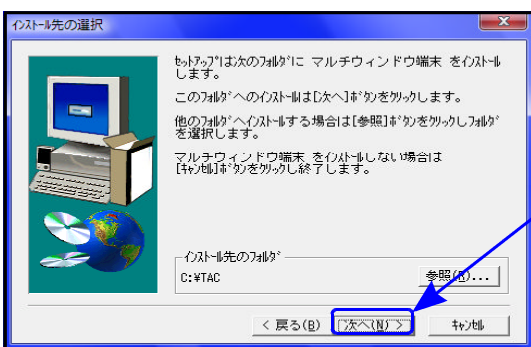 インストール先の選択
セットアップは次のフォルダに マルチウィンドウ端末 をインストール
します。
このフォルダへのインストールは[次へ]ボタンをクリックします。
他のフォルダへインストールする場合は[参照]ボタンをクリックしフォルダ
を選択します。
マルチウィンドウ端末 をインストールしない場合は
[キャンセル]ボタンをクリックし終了します。
インストール先のフォルダ
C:¥TAC
参照(R)...
< 戻る(B)
次へ(N) >
キャンセル